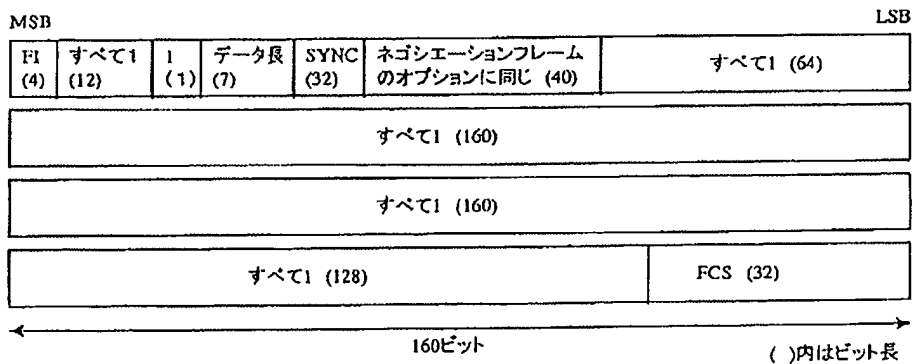 MSB LSB
FI (4) すべて1 (12) 1 (1) データ長 (7) SYNC (32) ネゴシエーションフレームのオプションに同じ (40) すべて1 (64)
すべて1 (160)
すべて1 (160)
すべて1 (128) FCS (32)
160ビット
( )内はビット長